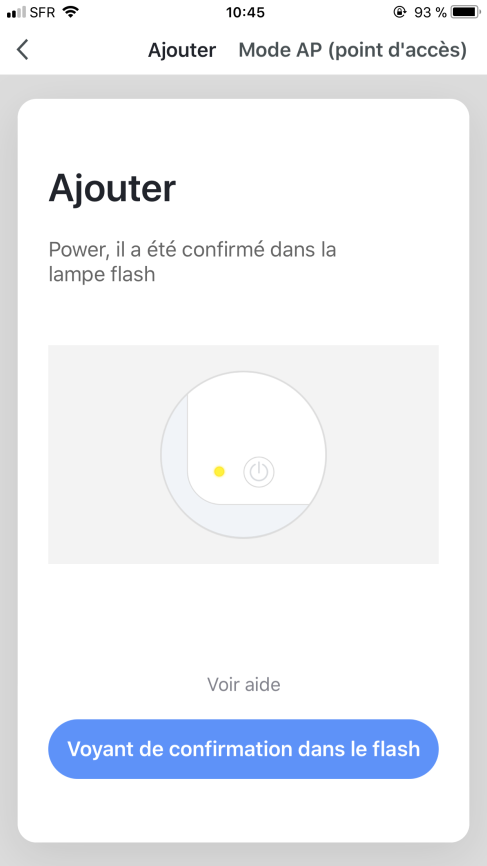 SFR 10:45 93 %
Ajouter Mode AP (point d'accès)
Ajouter
Power, il a été confirmé dans la
lampe flash
Voir aide
Voyant de confirmation dans le flash